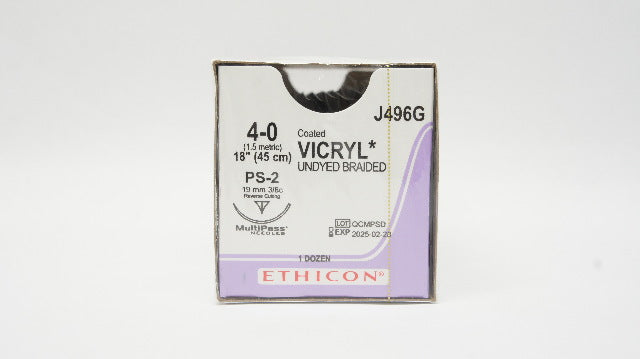 J496G
4-0
(1.5 metric)
18" (45 cm)
Coated
VICRYL*
UNDYED BRAIDED
PS-2
19 mm 3/8c
Reverse Cutting
MultiPass*
NEEDLES
LOT QCMPSD
EXP 2025-02-28
1 DOZEN
ETHICON®